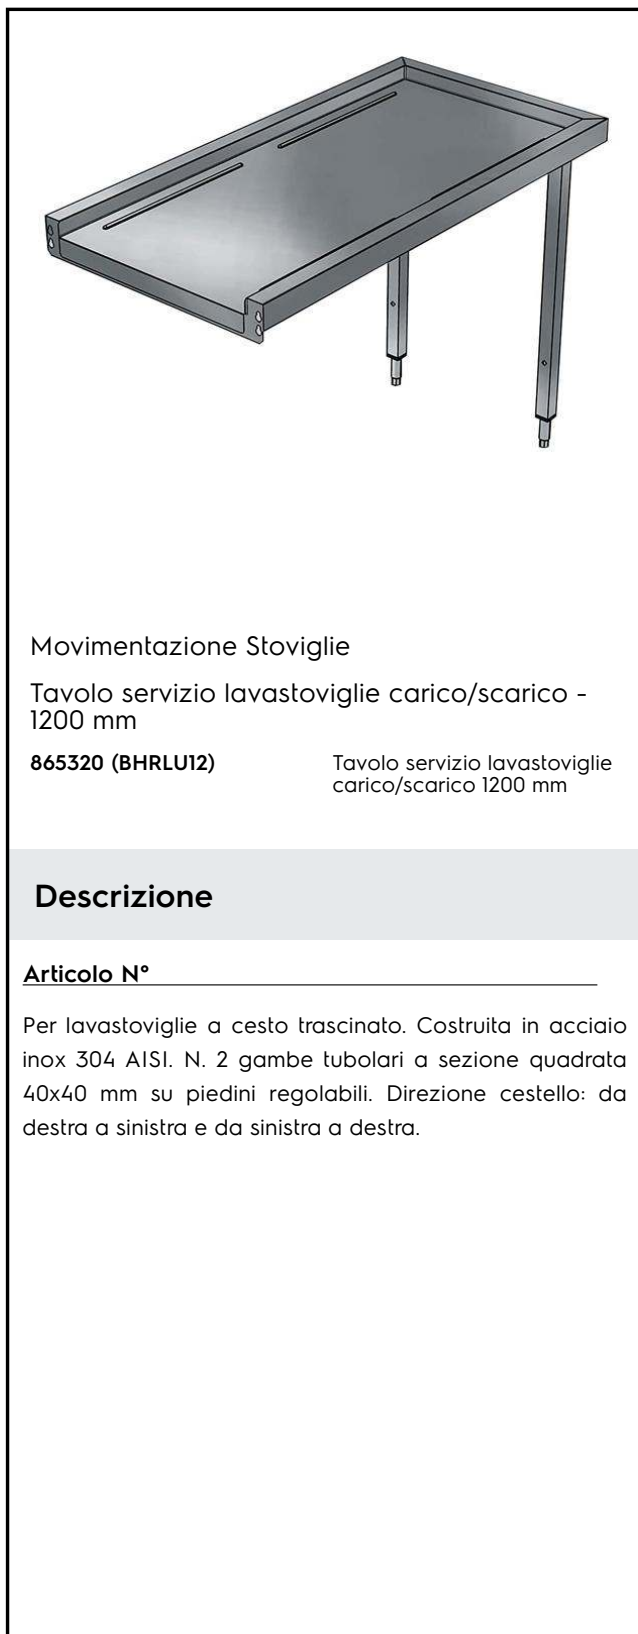 Movimentazione Stoviglie
Tavolo servizio lavastoviglie carico/scarico -
1200 mm
865320 (BHRLU12)
Tavolo servizio lavastoviglie
carico/scarico 1200 mm
Descrizione
Articolo N°
Per lavastoviglie a cesto trascinato. Costruita in acciaio
inox 304 AISI. N. 2 gambe tubolari a sezione quadrata
40x40 mm su piedini regolabili. Direzione cestello: da
destra a sinistra e da sinistra a destra.